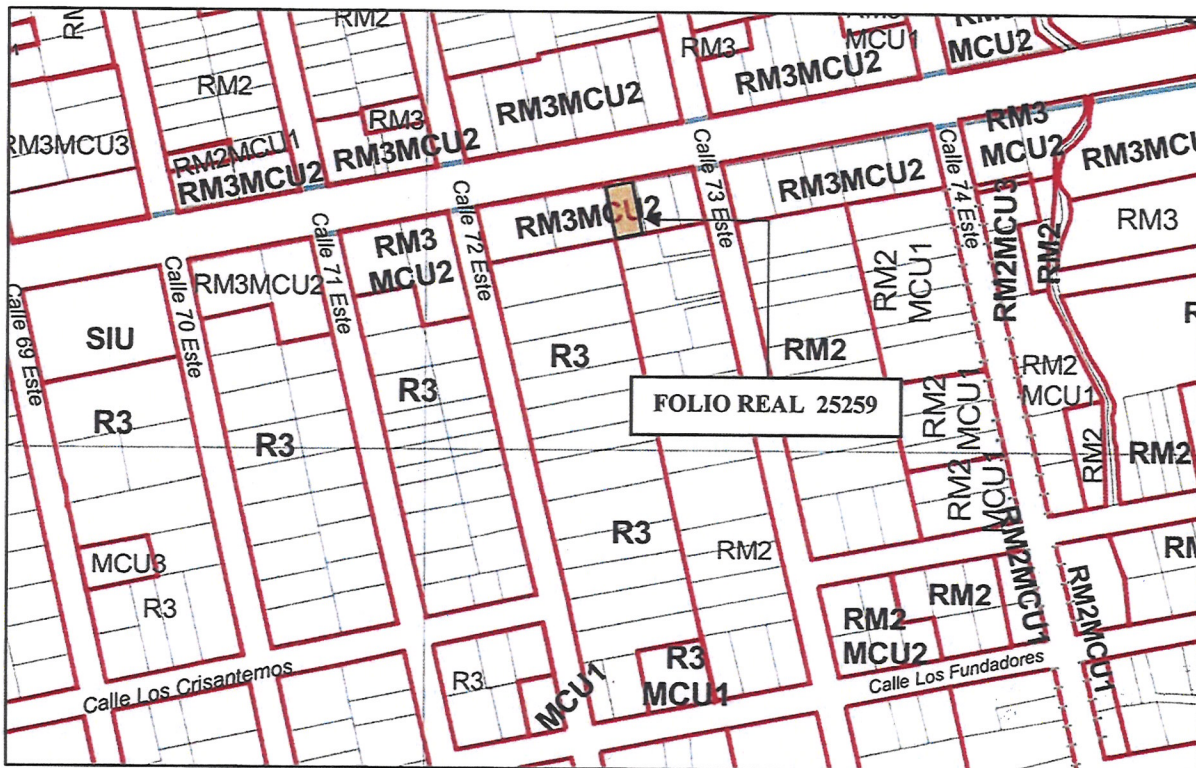 RM2
RM3
MCU1
MCU2
RM2
RM3MCU2
RM3MCU2
RM3
RM3MCU3
RM2MCU1
RM3MCU2
RM3MCU2
RM3
MCU2
RM3MCU2
Calle 73 Este
Calle 74 Este
RM3
RM3MCU2
Calle 72 Este
RM3MCU2
RM3
MCU2
Calle 71 Este
RM3MCU2
Calle 70 Este
Calle 69 Este
SIU
RM2
MCU1
RM2MCU3
RM2
R3
RM2
RM2
MCU1
R3
R3
R3
FOLIO REAL 25259
RM2
MCU1
RM2
RM2
RM2
MCU1
R3
RM2
RM2MCU1
MCU3
R3
RM2
MCU2
RM2
RM2MCU1
R3
MCU1
R3
MCU1
Calle Los Crisantemos
Calle Los Fundadores